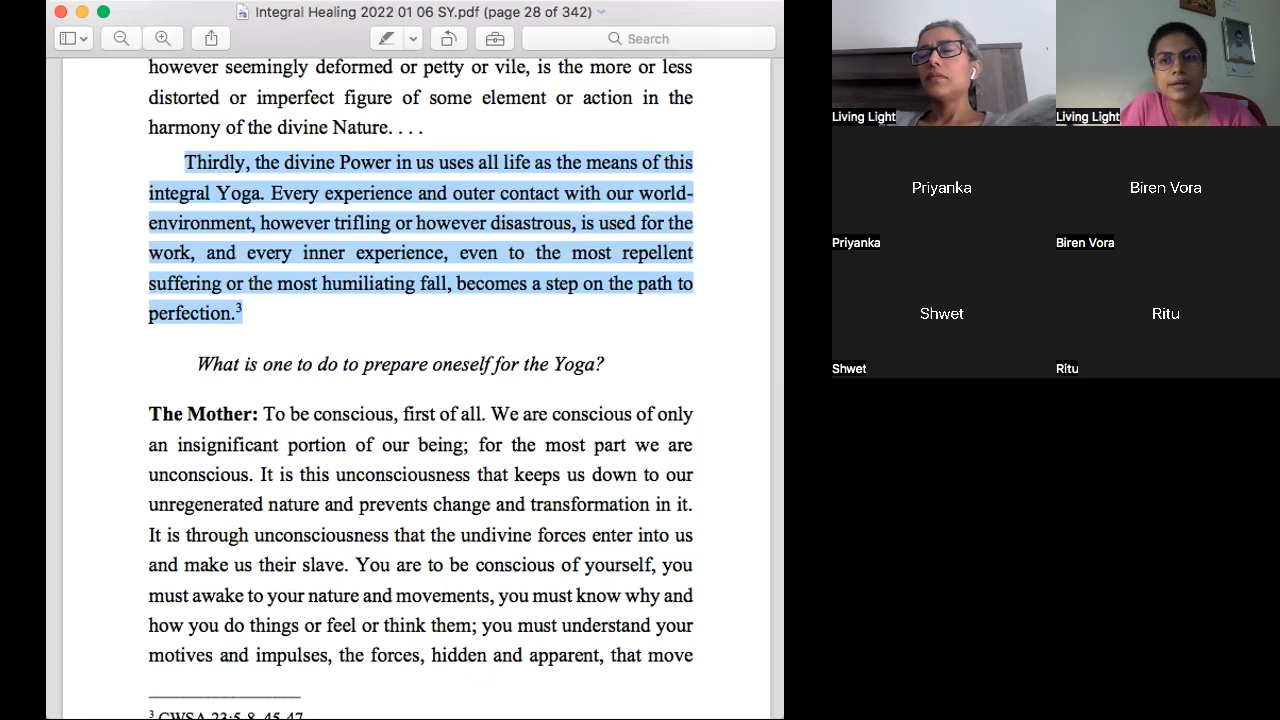 Integral Healing 2022 01 06 SY.pdf (page 28 of 342)
Search
however seemingly deformed or petty or vile, is the more or less
distorted or imperfect figure of some element or action in the
harmony of the divine Nature. . . .
Thirdly, the divine Power in us uses all life as the means of this
integral Yoga. Every experience and outer contact with our world-
environment, however trifling or however disastrous, is used for the
work, and every inner experience, even to the most repellent
suffering or the most humiliating fall, becomes a step on the path to
perfection.3
What is one to do to prepare oneself for the Yoga?
The Mother: To be conscious, first of all. We are conscious of only
an insignificant portion of our being; for the most part we are
unconscious. It is this unconsciousness that keeps us down to our
unregenerated nature and prevents change and transformation in it.
It is through unconsciousness that the undivine forces enter into us
and make us their slave. You are to be conscious of yourself, you
must awake to your nature and movements, you must know why and
how you do things or feel or think them; you must understand your
motives and impulses, the forces, hidden and apparent, that move
3 CWSA 23:5-8, 45-47
Living Light
Living Light
Priyanka
Biren Vora
Priyanka
Biren Vora
Shwet
Ritu
Shwet
Ritu